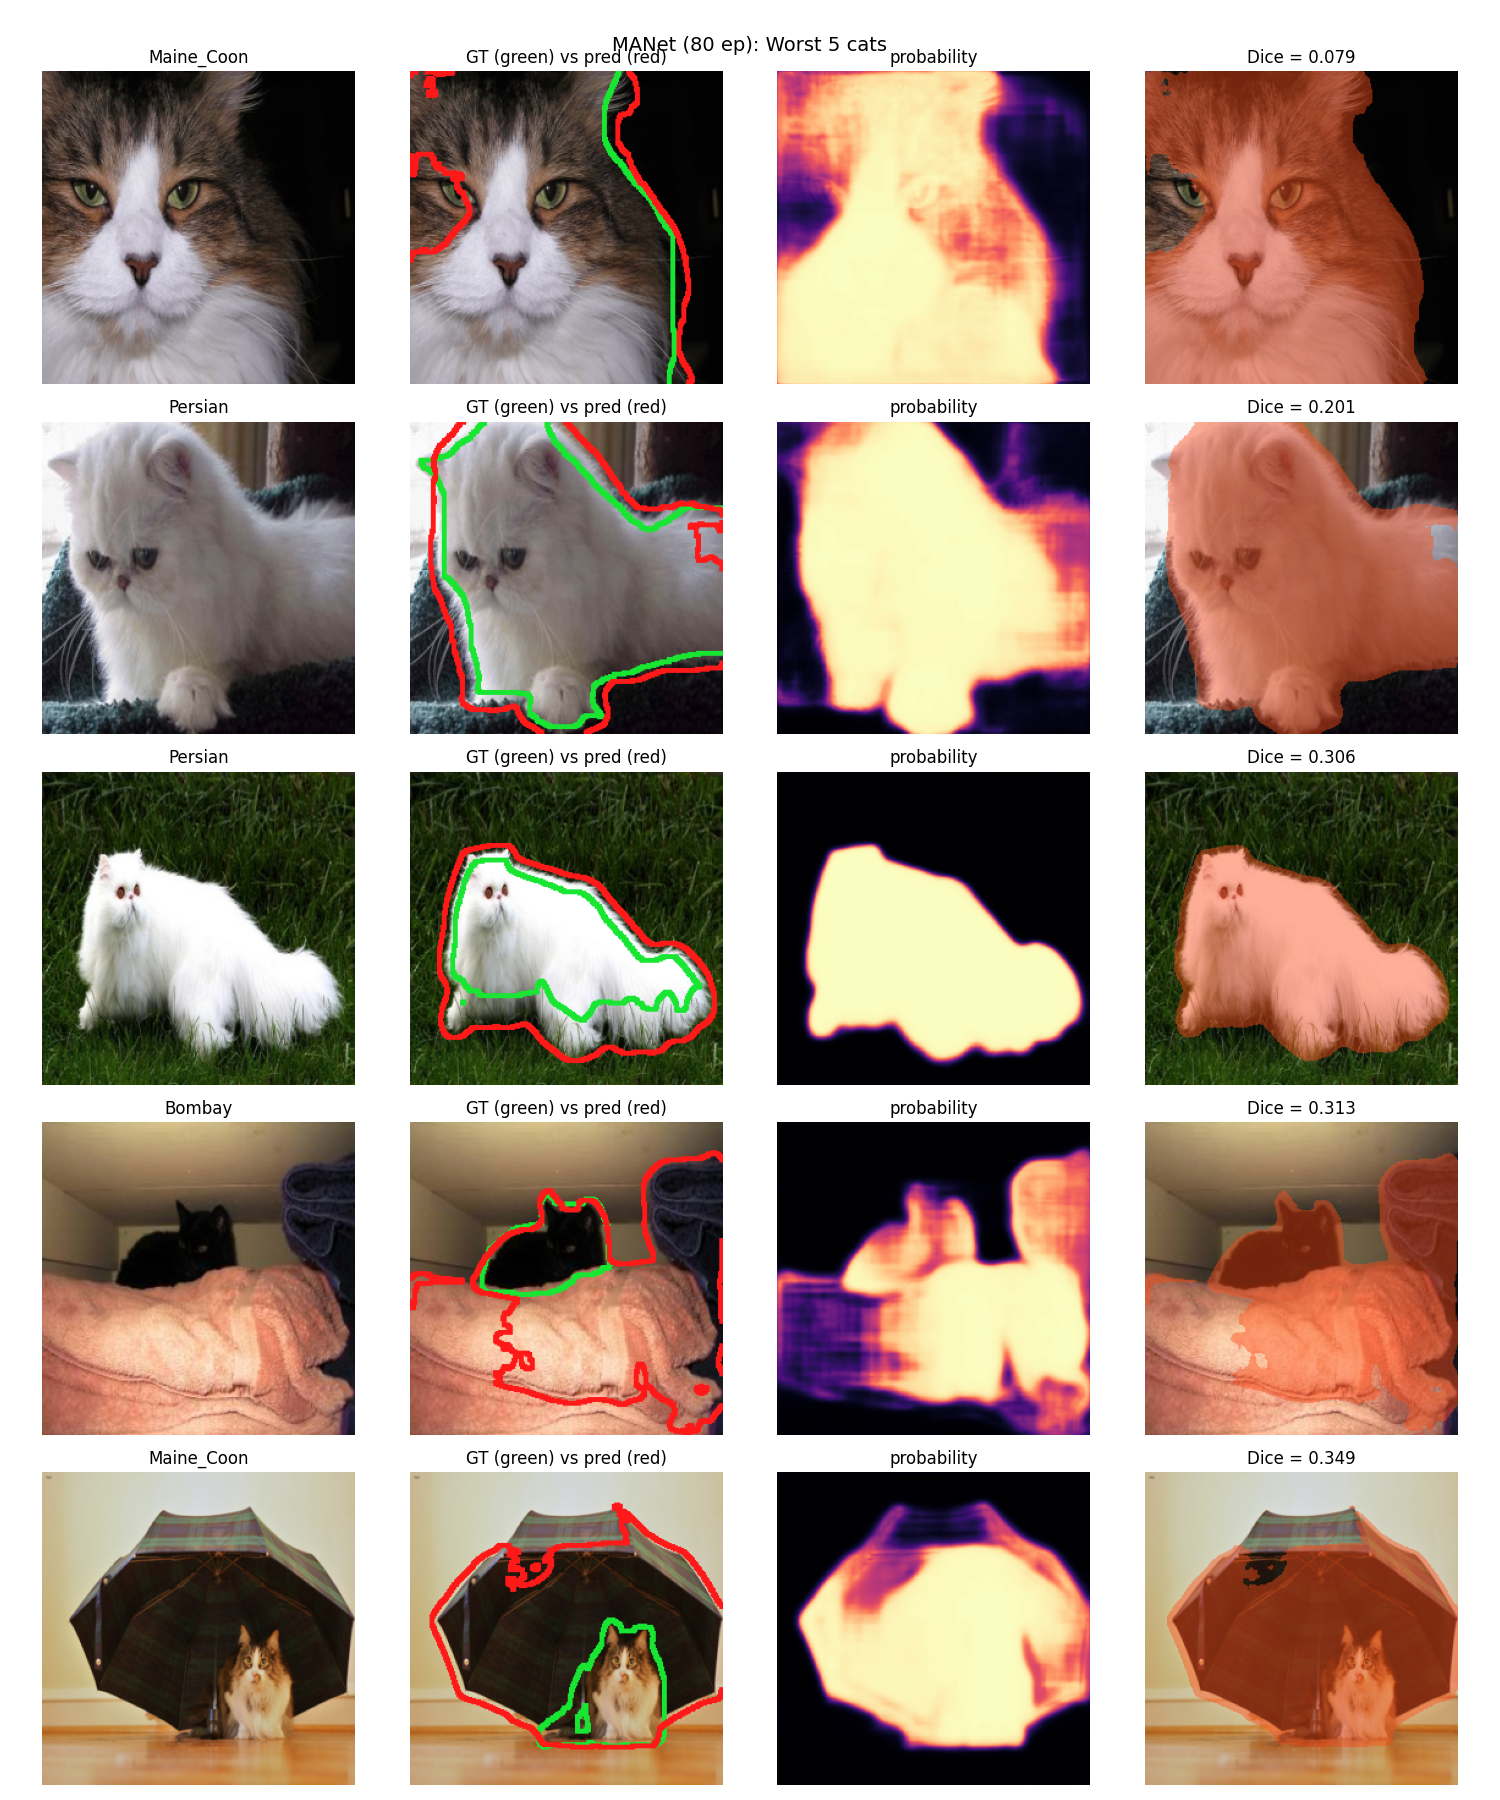 MANet (80 ep): Worst 5 cats
Maine_Coon
GT (green) vs pred (red)
probability
Dice = 0.079
Persian
GT (green) vs pred (red)
probability
Dice = 0.201
Persian
GT (green) vs pred (red)
probability
Dice = 0.306
Bombay
GT (green) vs pred (red)
probability
Dice = 0.313
Maine_Coon
GT (green) vs pred (red)
probability
Dice = 0.349